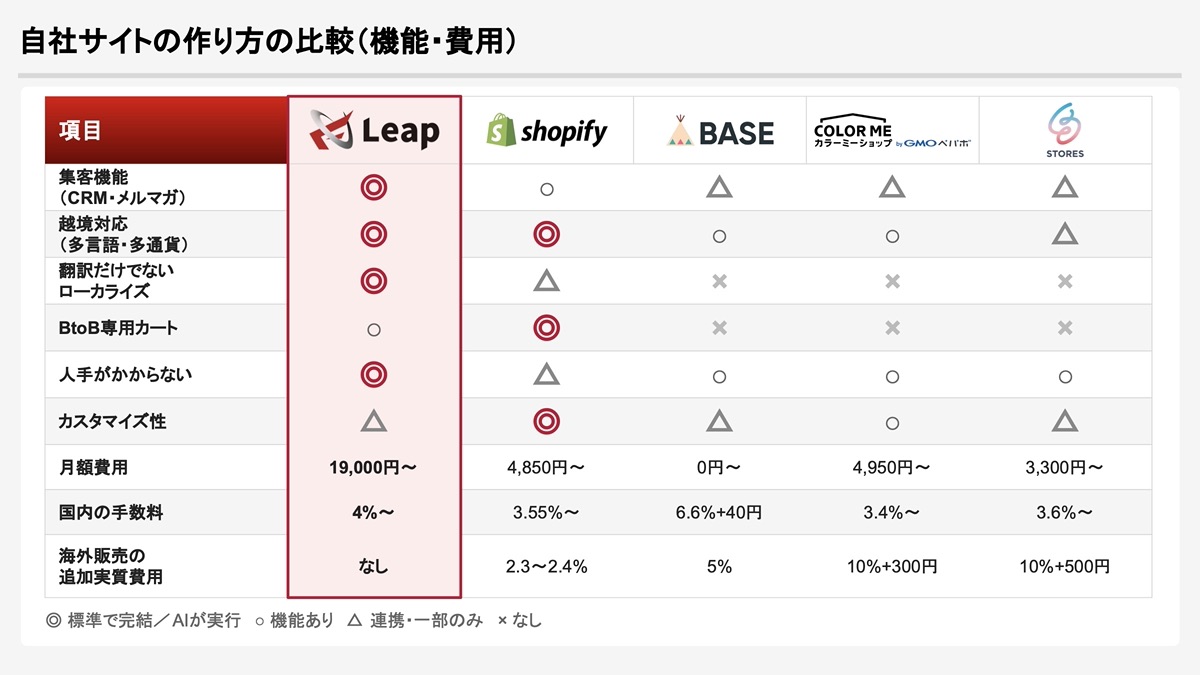 自社サイトの作り方の比較（機能・費用）
項目 Leap shopify BASE COLOR ME カラーミーショップ byGMOペパボ STORES
集客機能
（CRM・メルマガ） ◎ ○ △ △ △
越境対応
（多言語・多通貨） ◎ ◎ ○ ○ △
翻訳だけでない
ローカライズ ◎ △ × × ×
BtoB専用カート ○ ◎ × × ×
人手がかからない ◎ △ ○ ○ ○
カスタマイズ性 △ ◎ △ ○ △
月額費用 19,000円〜 4,850円〜 0円〜 4,950円〜 3,300円〜
国内の手数料 4%〜 3.55%〜 6.6%+40円 3.4%〜 3.6%〜
海外販売の
追加実質費用 なし 2.3〜2.4% 5% 10%+300円 10%+500円
◎ 標準で完結／AIが実行 ○ 機能あり △ 連携・一部のみ × なし